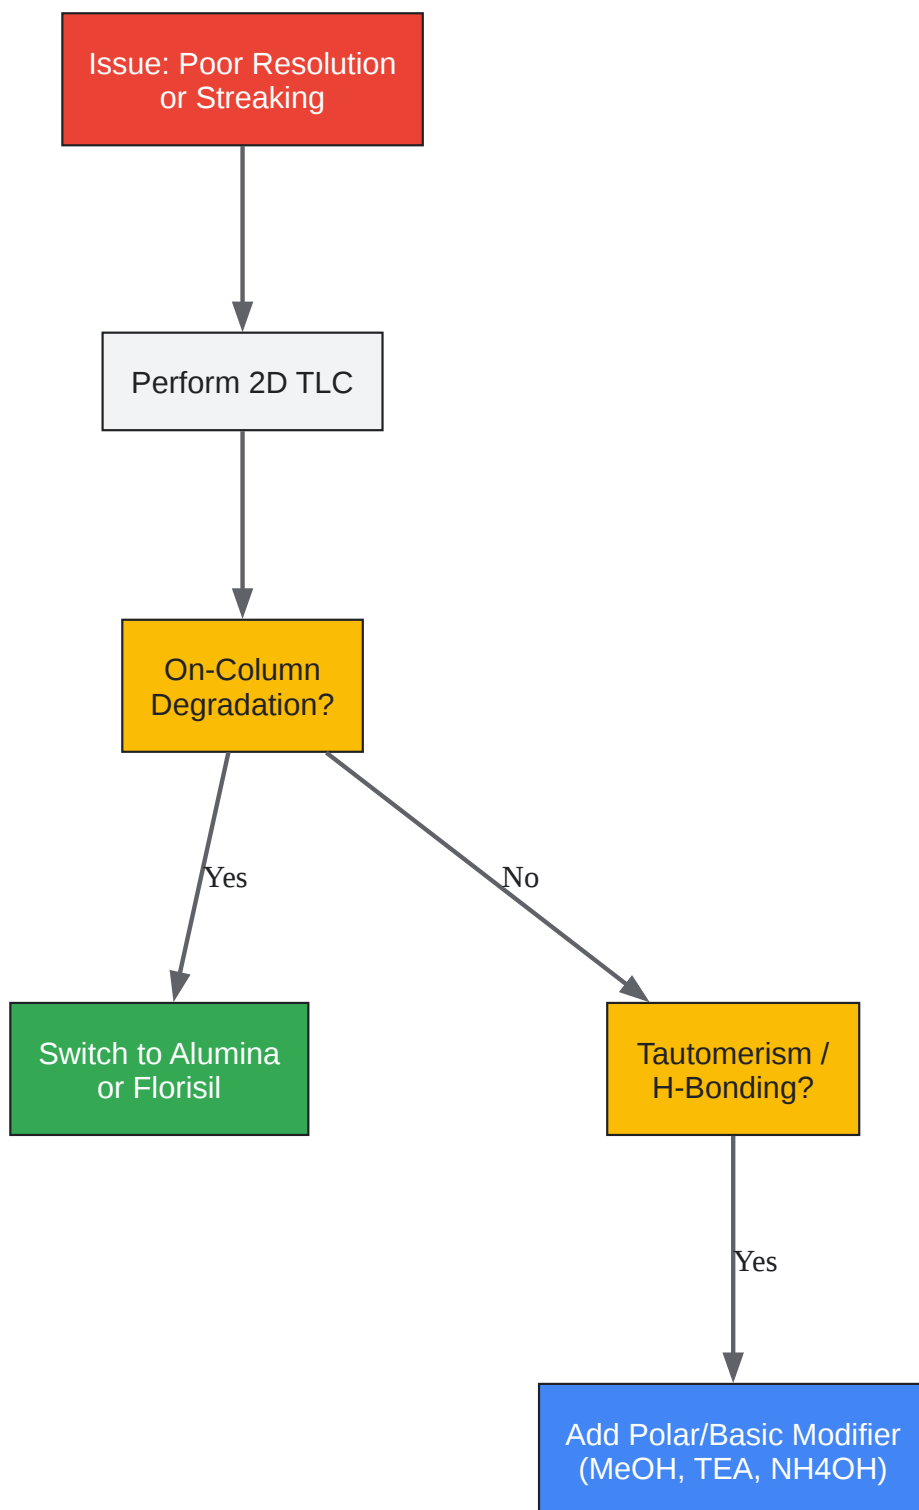 Issue: Poor Resolution
or Streaking
Perform 2D TLC
On-Column
Degradation?
Yes
No
Switch to Alumina
or Florisil
Tautomerism /
H-Bonding?
Yes
Add Polar/Basic Modifier
(MeOH, TEA, NH4OH)